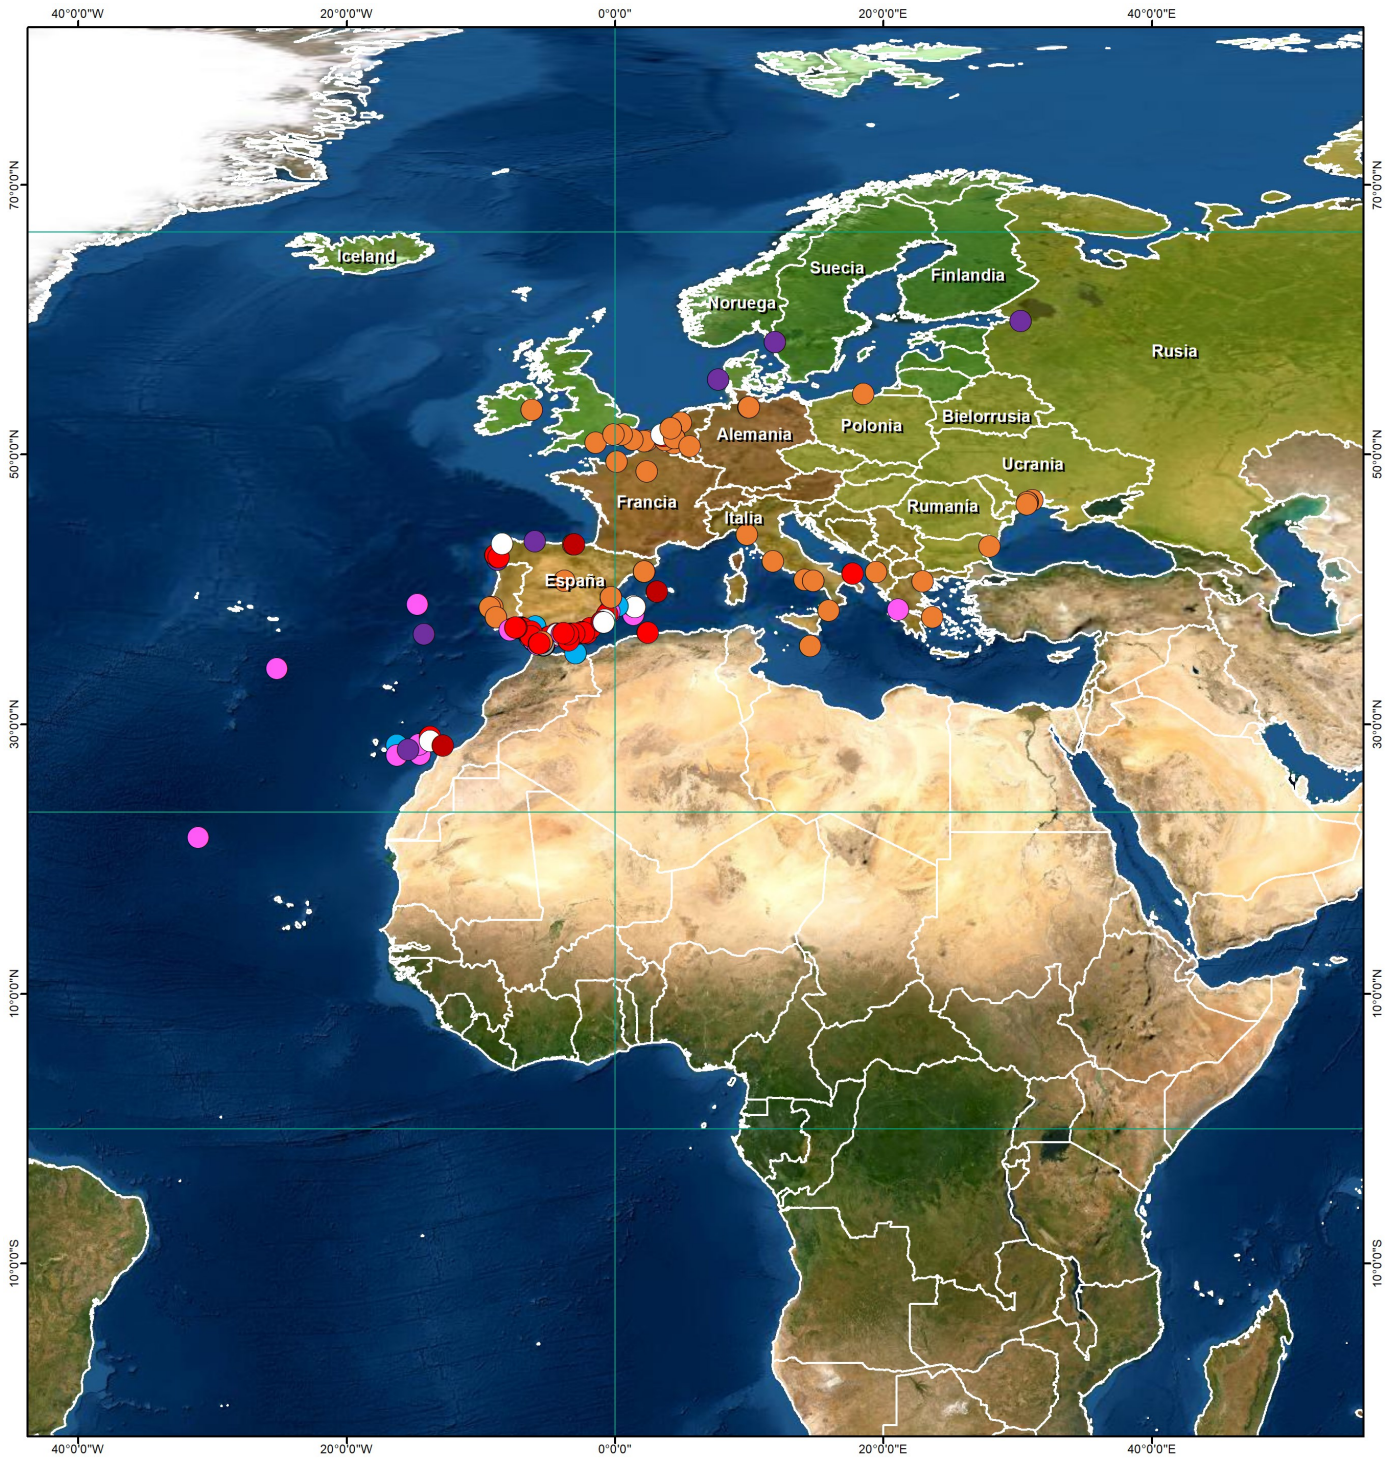 40°0'0"W 20°0'0"W 0°0'0" 20°0'0"E 40°0'0"E
70°0'0"N 70°0'0"N
Iceland
Suecia
Finlandia
Noruega
Rusia
Bielorrusia
Polonia
Alemania
50°0'0"N 50°0'0"N
Ucrania
Francia
Rumanía
Italia
España
30°0'0"N 30°0'0"N
10°0'0"N 10°0'0"N
10°0'0"S 10°0'0"S
40°0'0"W 20°0'0"W 0°0'0" 20°0'0"E 40°0'0"E